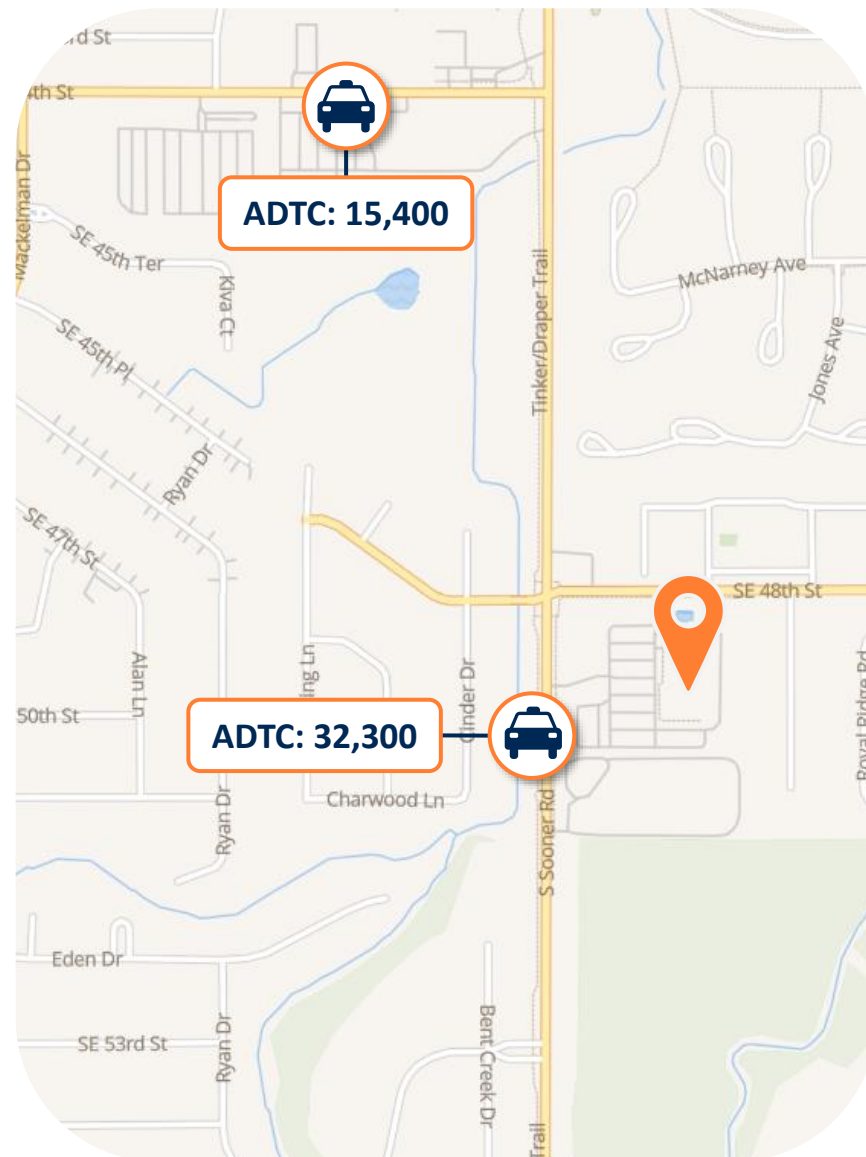 rd St
4th St
ADTC: 15,400
Mackelman Dr
SE 45th Ter
Kiva Ct
McNarney Ave
Tinker/Draper Trail
SE 45th Pl
Jones Ave
Ryan Dr
SE 47th St
SE 48th St
Alan Ln
ing Ln
Cinder Dr
Royal Ridge Rd
50th St
ADTC: 32,300
Charwood Ln
Ryan Dr
S Sooner Rd
Eden Dr
Bent Creek Dr
Ryan Dr
SE 53rd St
Trail